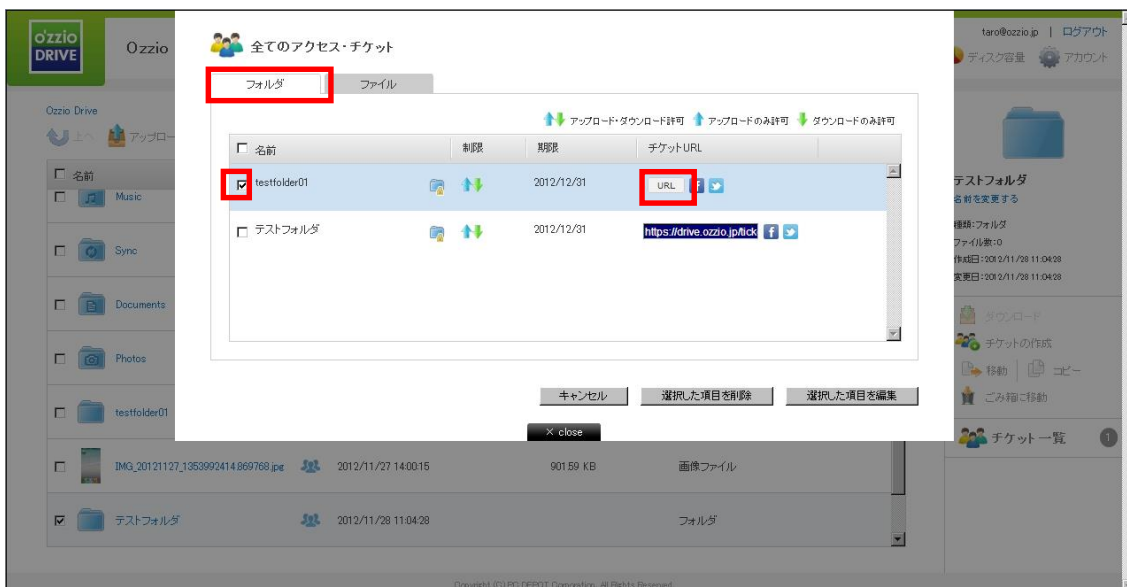 o'zzio
DRIVE
Ozzio
taro@ozzio.jp | ログアウト
ディスク容量 アカウント
全てのアクセス・チケット
フォルダ ファイル
アップロード・ダウンロード許可 アップロードのみ許可 ダウンロードのみ許可
名前 制限 期限 チケットURL
testfolder01 2012/12/31 URL
テストフォルダ 2012/12/31 https://drive.ozzio.jp/tick
キャンセル 選択した項目を削除 選択した項目を編集
× close
Ozzio Drive
上へ アップロー
名前
Music
Sync
Documents
Photos
testfolder01
IMG_20121127_1353992414.869768.jpg 2012/11/27 14:00:15 901.59 KB 画像ファイル
テストフォルダ 2012/11/28 11:04:28 フォルダ
テストフォルダ
名前を変更する
種類:フォルダ
ファイル数:0
作成日:2012/11/28 11:04:28
変更日:2012/11/28 11:04:28
ダウンロード
チケットの作成
移動 | コピー
ごみ箱に移動
チケット一覧 1
Copyright (C) PC DEPOT Corporation. All Rights Reserved.